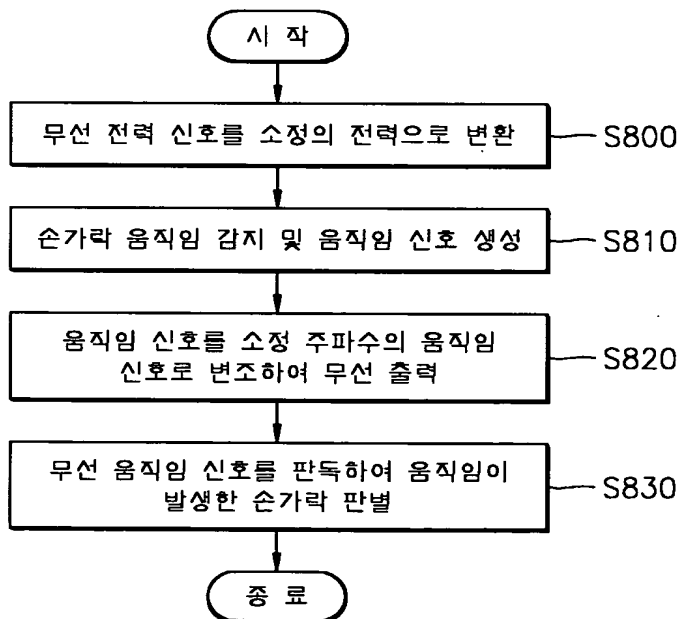 시 작
무선 전력 신호를 소정의 전력으로 변환
S800
손가락 움직임 감지 및 움직임 신호 생성
S810
움직임 신호를 소정 주파수의 움직임
신호로 변조하여 무선 출력
S820
무선 움직임 신호를 판독하여 움직임이
발생한 손가락 판별
S830
종 료